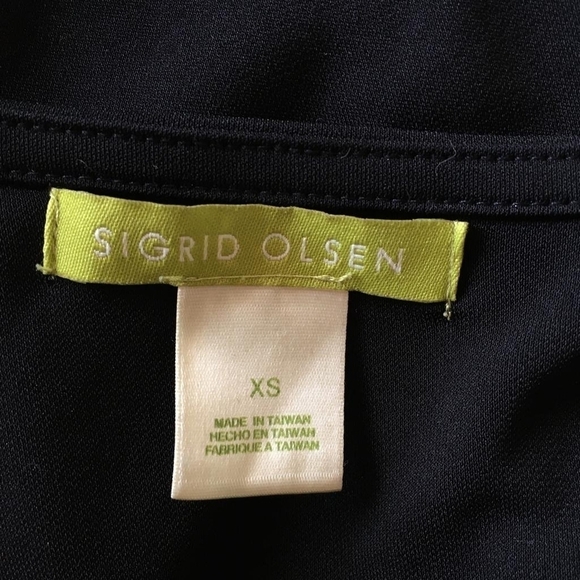 SIGRID OLSEN
XS
MADE IN TAIWAN
HECHO EN TAIWAN
FABRIQUE A TAIWAN